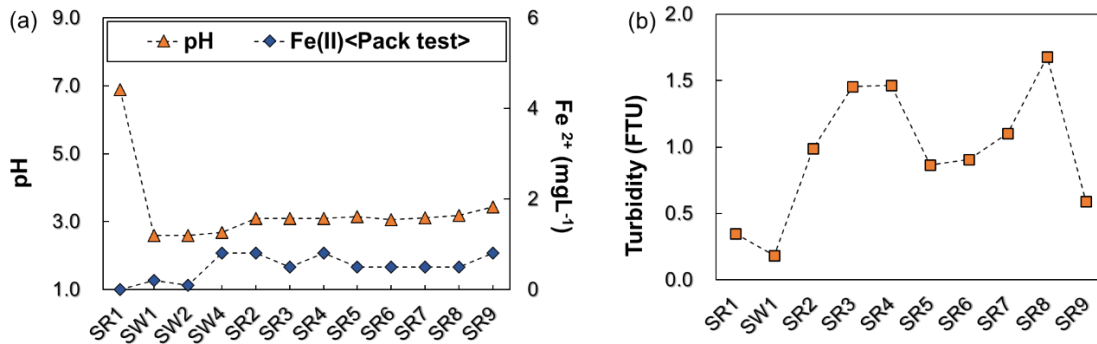 (a)
pH
Fe(II)<Pack test>
9.0
7.0
5.0
3.0
1.0
pH
6
4
2
0
Fe 2+ (mgL-1)
SR1
SW1
SW2
SW4
SR2
SR3
SR4
SR5
SR6
SR7
SR8
SR9
(b)
2.0
1.5
1.0
0.5
0.0
Turbidity (FTU)
SR1
SW1
SR2
SR3
SR4
SR5
SR6
SR7
SR8
SR9